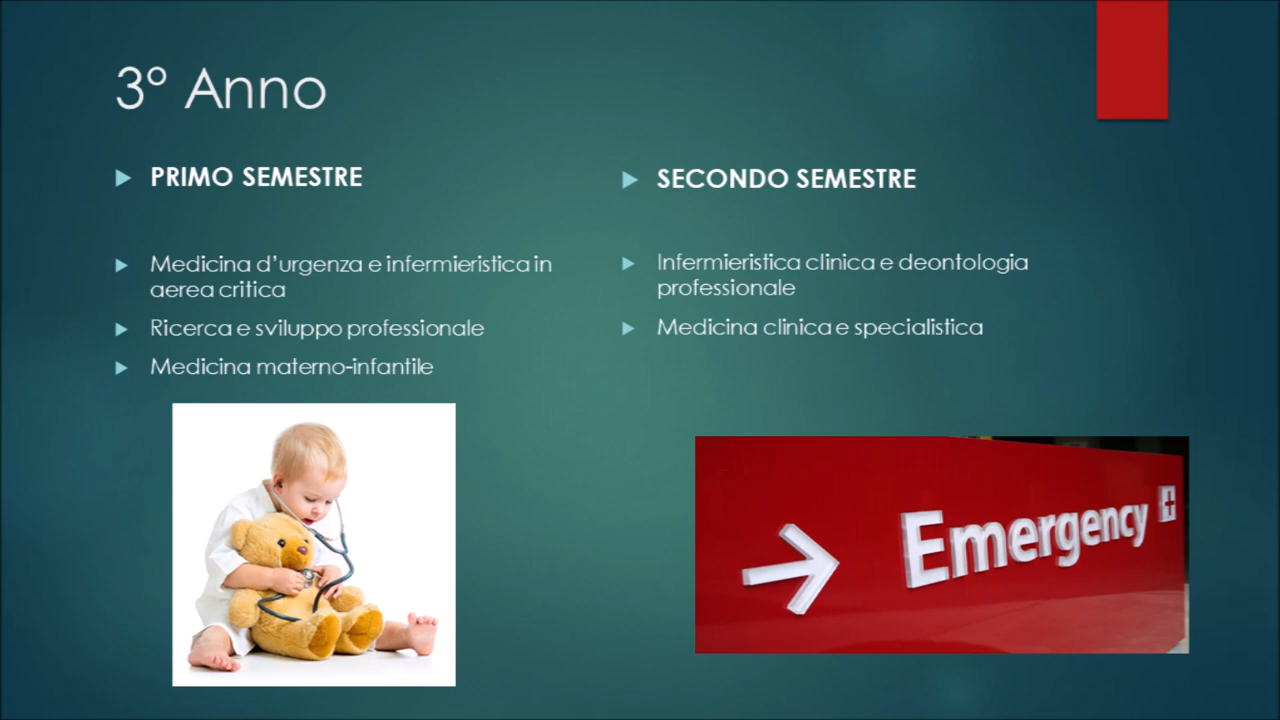 3° Anno
PRIMO SEMESTRE
Medicina d'urgenza e infermieristica in
aerea critica
Ricerca e sviluppo professionale
Medicina materno-infantile
SECONDO SEMESTRE
Infermieristica clinica e deontologia
professionale
Medicina clinica e specialistica
Emergency